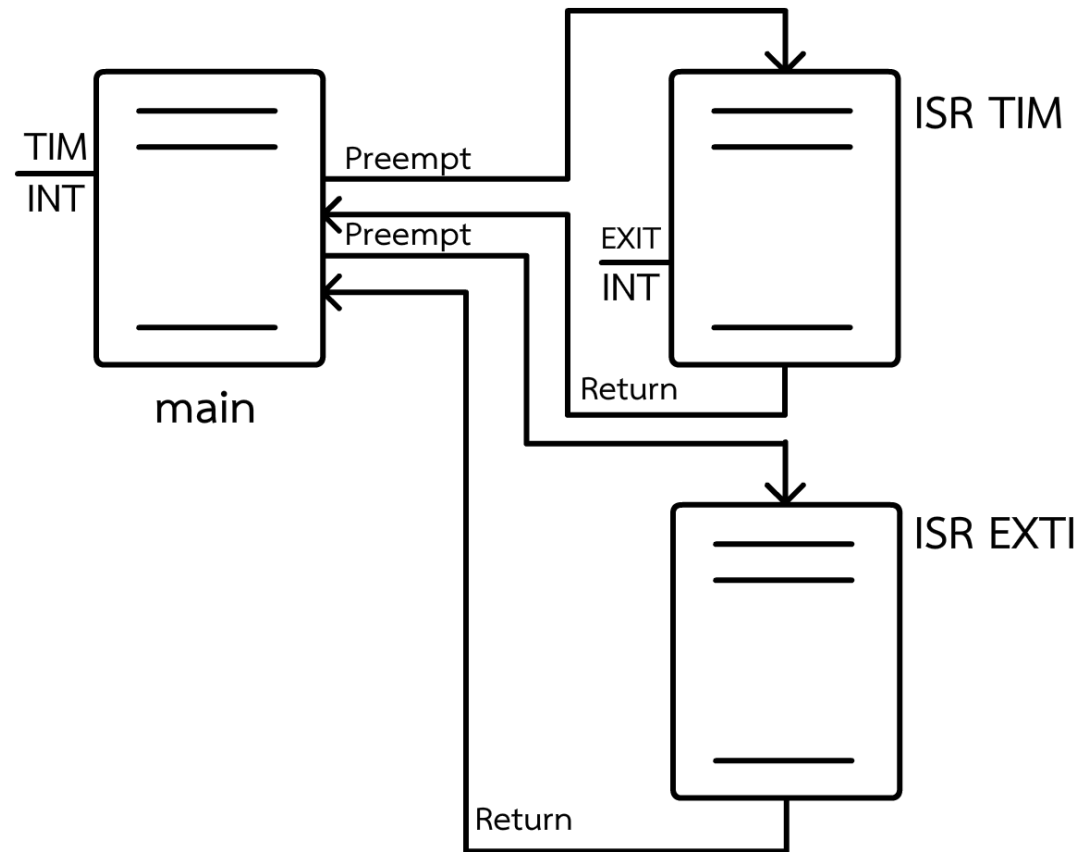 ISR TIM
TIM
INT
Preempt
Preempt
EXIT
INT
Return
main
ISR EXTI
Return